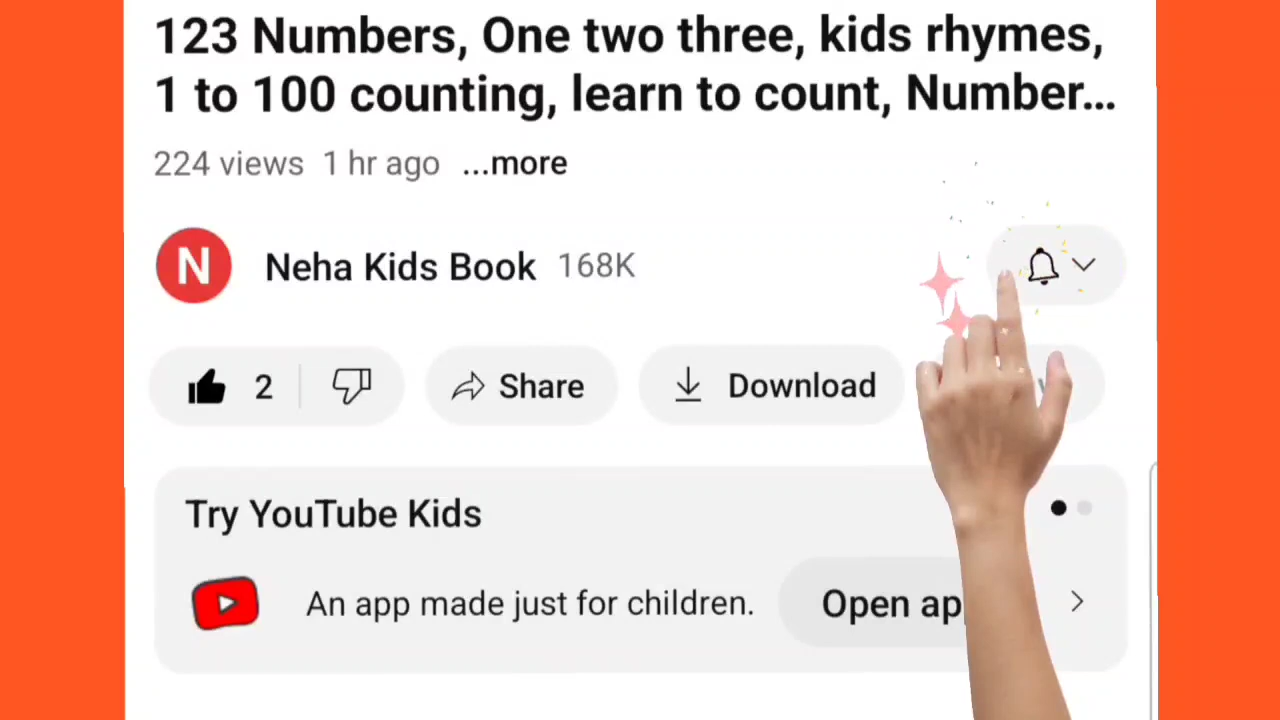 123 Numbers, One two three, kids rhymes,
1 to 100 counting, learn to count, Number...
224 views 1 hr ago ...more
N Neha Kids Book 168K
2 Share Download
Try YouTube Kids
An app made just for children. Open ap